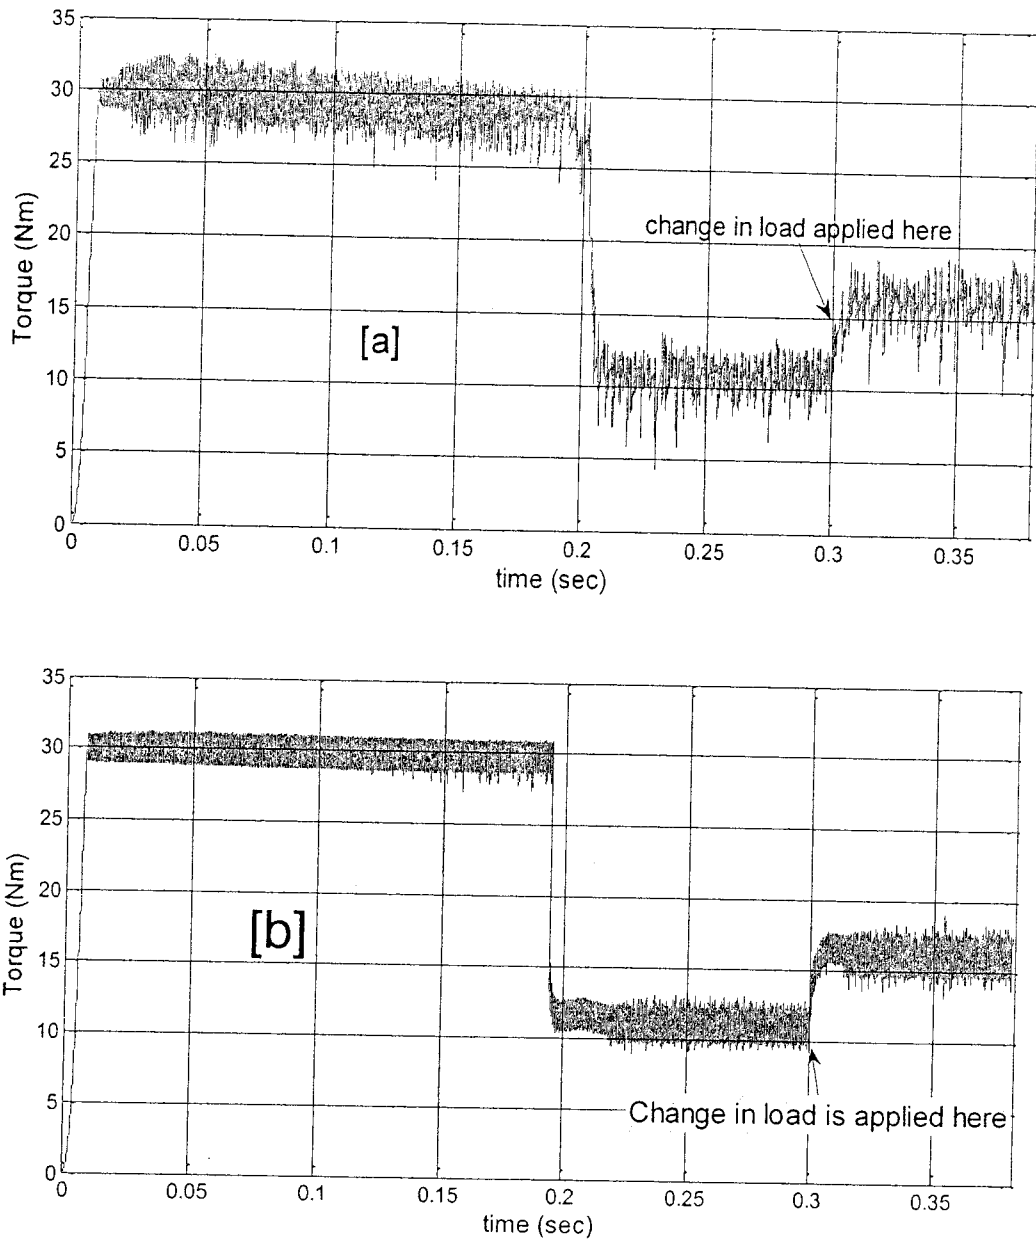 35
30
25
20
15
10
5
0
Torque (Nm)
change in load applied here
[a]
0 0.05 0.1 0.15 0.2 0.25 0.3 0.35
time (sec)
35
30
25
20
15
10
5
0
Torque (Nm)
[b]
Change in load is applied here
0 0.05 0.1 0.15 0.2 0.25 0.3 0.35
time (sec)